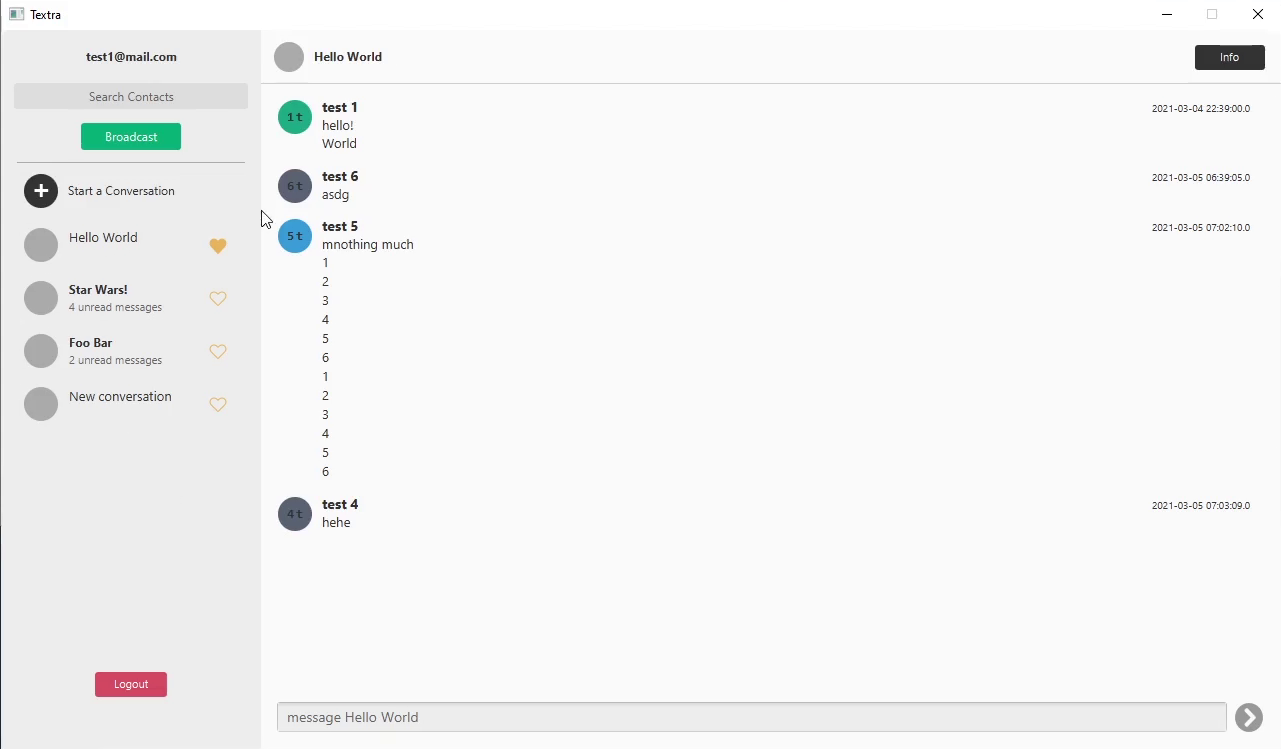 Textra
test1@mail.com
Search Contacts
Broadcast
Start a Conversation
Hello World
Star Wars!
4 unread messages
Foo Bar
2 unread messages
New conversation
Logout
Hello World
Info
1 t
test 1
2021-03-04 22:39:00.0
hello!
World
6 t
test 6
2021-03-05 06:39:05.0
asdg
5 t
test 5
2021-03-05 07:02:10.0
mnothing much
1
2
3
4
5
6
1
2
3
4
5
6
4 t
test 4
2021-03-05 07:03:09.0
hehe
message Hello World